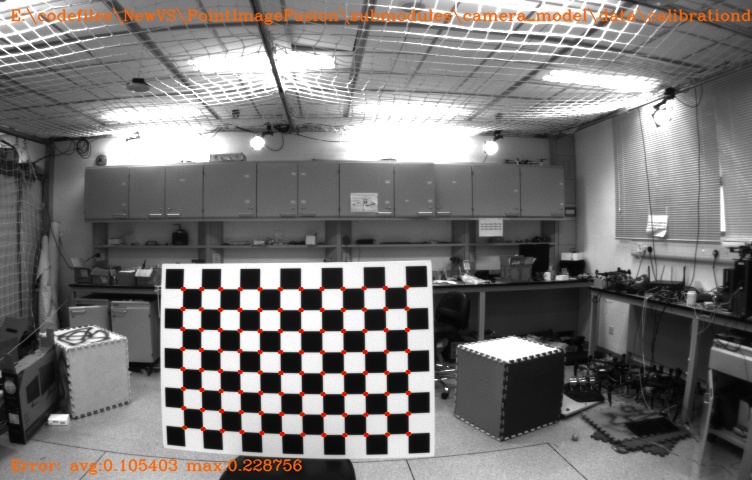 E:\codefiles\NewVS\PointimageFusion\submodules\camera_model\data\calibrationd
Error: avg:0.105403 max:0.228756